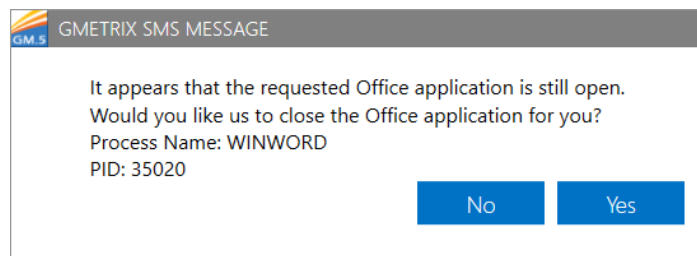 GM.5 GMETRIX SMS MESSAGE
It appears that the requested Office application is still open.
Would you like us to close the Office application for you?
Process Name: WINWORD
PID: 35020
No Yes